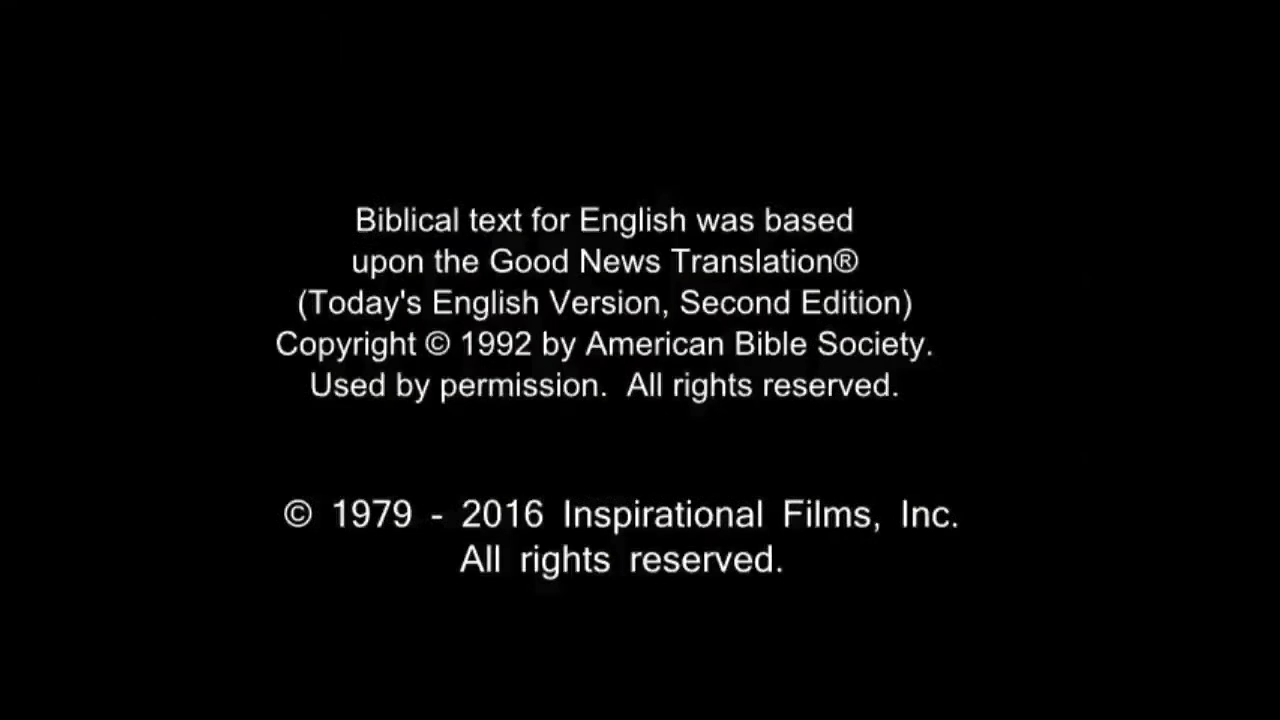 Biblical text for English was based
upon the Good News Translation®
(Today's English Version, Second Edition)
Copyright © 1992 by American Bible Society.
Used by permission.  All rights reserved.
© 1979 - 2016 Inspirational Films, Inc.
All rights reserved.